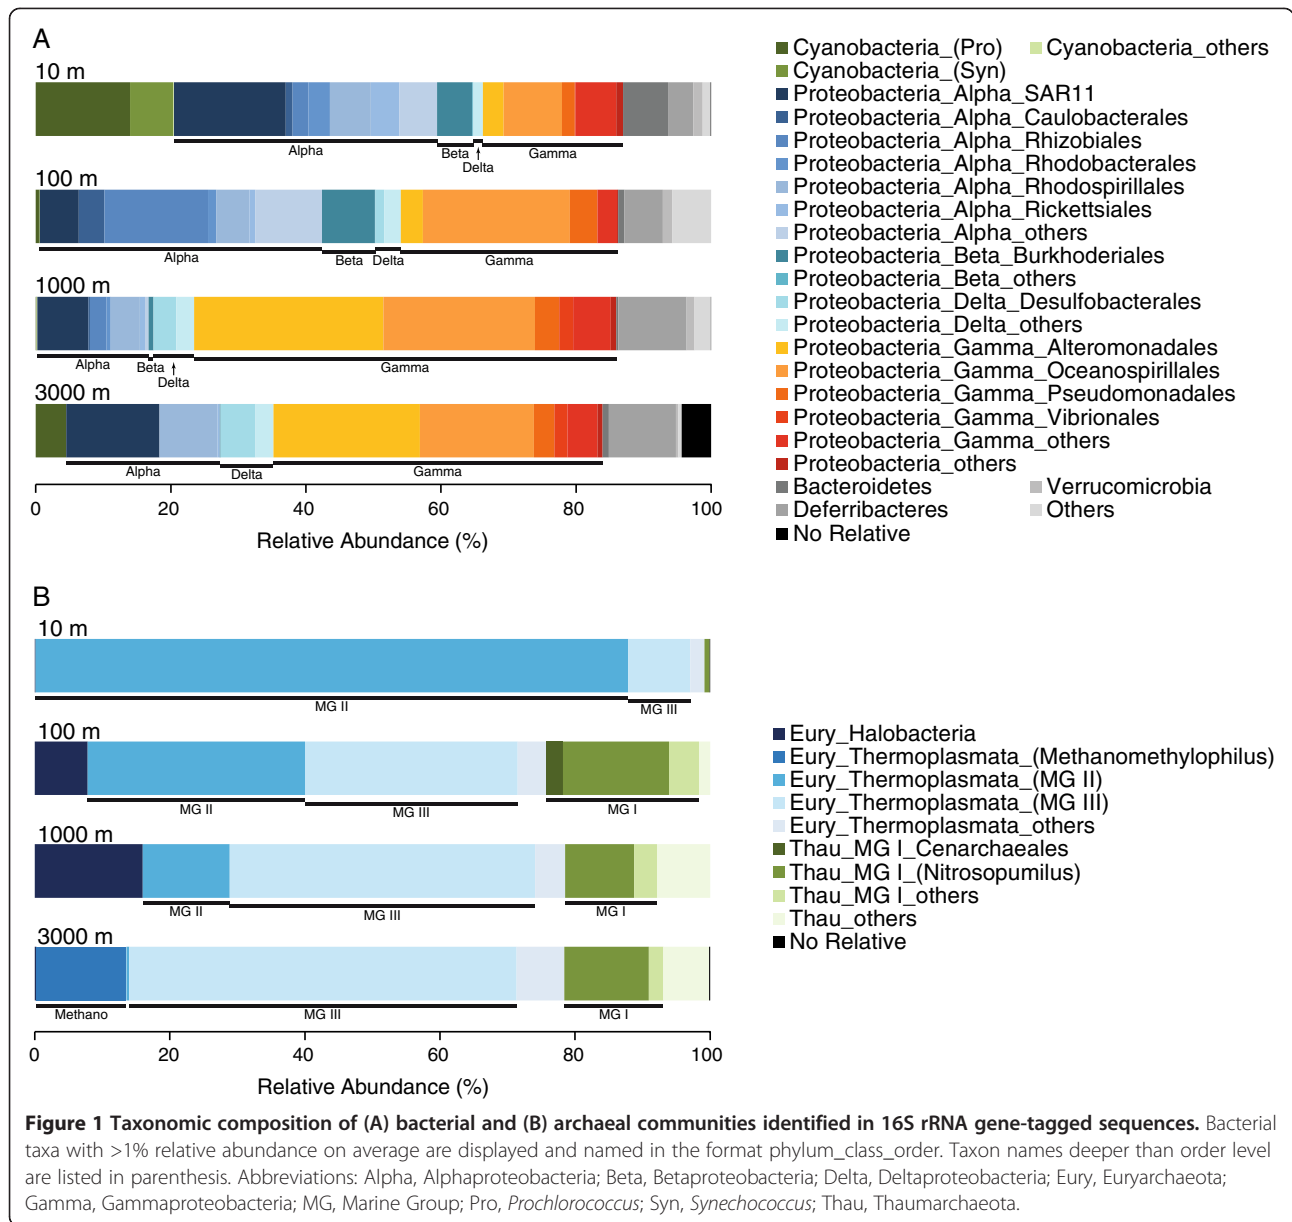 A
10 m
Alpha
Beta
Delta
Gamma
100 m
Alpha
Beta
Delta
Gamma
1000 m
Alpha
Beta
Delta
Gamma
3000 m
Alpha
Delta
Gamma
0 20 40 60 80 100
Relative Abundance (%)
Cyanobacteria_(Pro) Cyanobacteria_others
Cyanobacteria_(Syn)
Proteobacteria_Alpha_SAR11
Proteobacteria_Alpha_Caulobacterales
Proteobacteria_Alpha_Rhizobiales
Proteobacteria_Alpha_Rhodobacterales
Proteobacteria_Alpha_Rhodospirillales
Proteobacteria_Alpha_Rickettsiales
Proteobacteria_Alpha_others
Proteobacteria_Beta_Burkhoderiales
Proteobacteria_Beta_others
Proteobacteria_Delta_Desulfobacterales
Proteobacteria_Delta_others
Proteobacteria_Gamma_Alteromonadales
Proteobacteria_Gamma_Oceanospirillales
Proteobacteria_Gamma_Pseudomonadales
Proteobacteria_Gamma_Vibrionales
Proteobacteria_Gamma_others
Proteobacteria_others
Bacteroidetes Verrucomicrobia
Deferribacteres Others
No Relative
B
10 m
MG II
MG III
100 m
MG II
MG III
MG I
1000 m
MG II
MG III
MG I
3000 m
Methano
MG III
MG I
0 20 40 60 80 100
Relative Abundance (%)
Eury_Halobacteria
Eury_Thermoplasmata_(Methanomethylophilus)
Eury_Thermoplasmata_(MG II)
Eury_Thermoplasmata_(MG III)
Eury_Thermoplasmata_others
Thau_MG I_Cenarchaeales
Thau_MG I_(Nitrosopumilus)
Thau_MG I_others
Thau_others
No Relative
Figure 1 Taxonomic composition of (A) bacterial and (B) archaeal communities identified in 16S rRNA gene-tagged sequences. Bacterial
taxa with >1% relative abundance on average are displayed and named in the format phylum_class_order. Taxon names deeper than order level
are listed in parenthesis. Abbreviations: Alpha, Alphaproteobacteria; Beta, Betaproteobacteria; Delta, Deltaproteobacteria; Eury, Euryarchaeota;
Gamma, Gammaproteobacteria; MG, Marine Group; Pro, Prochlorococcus; Syn, Synechococcus; Thau, Thaumarchaeota.